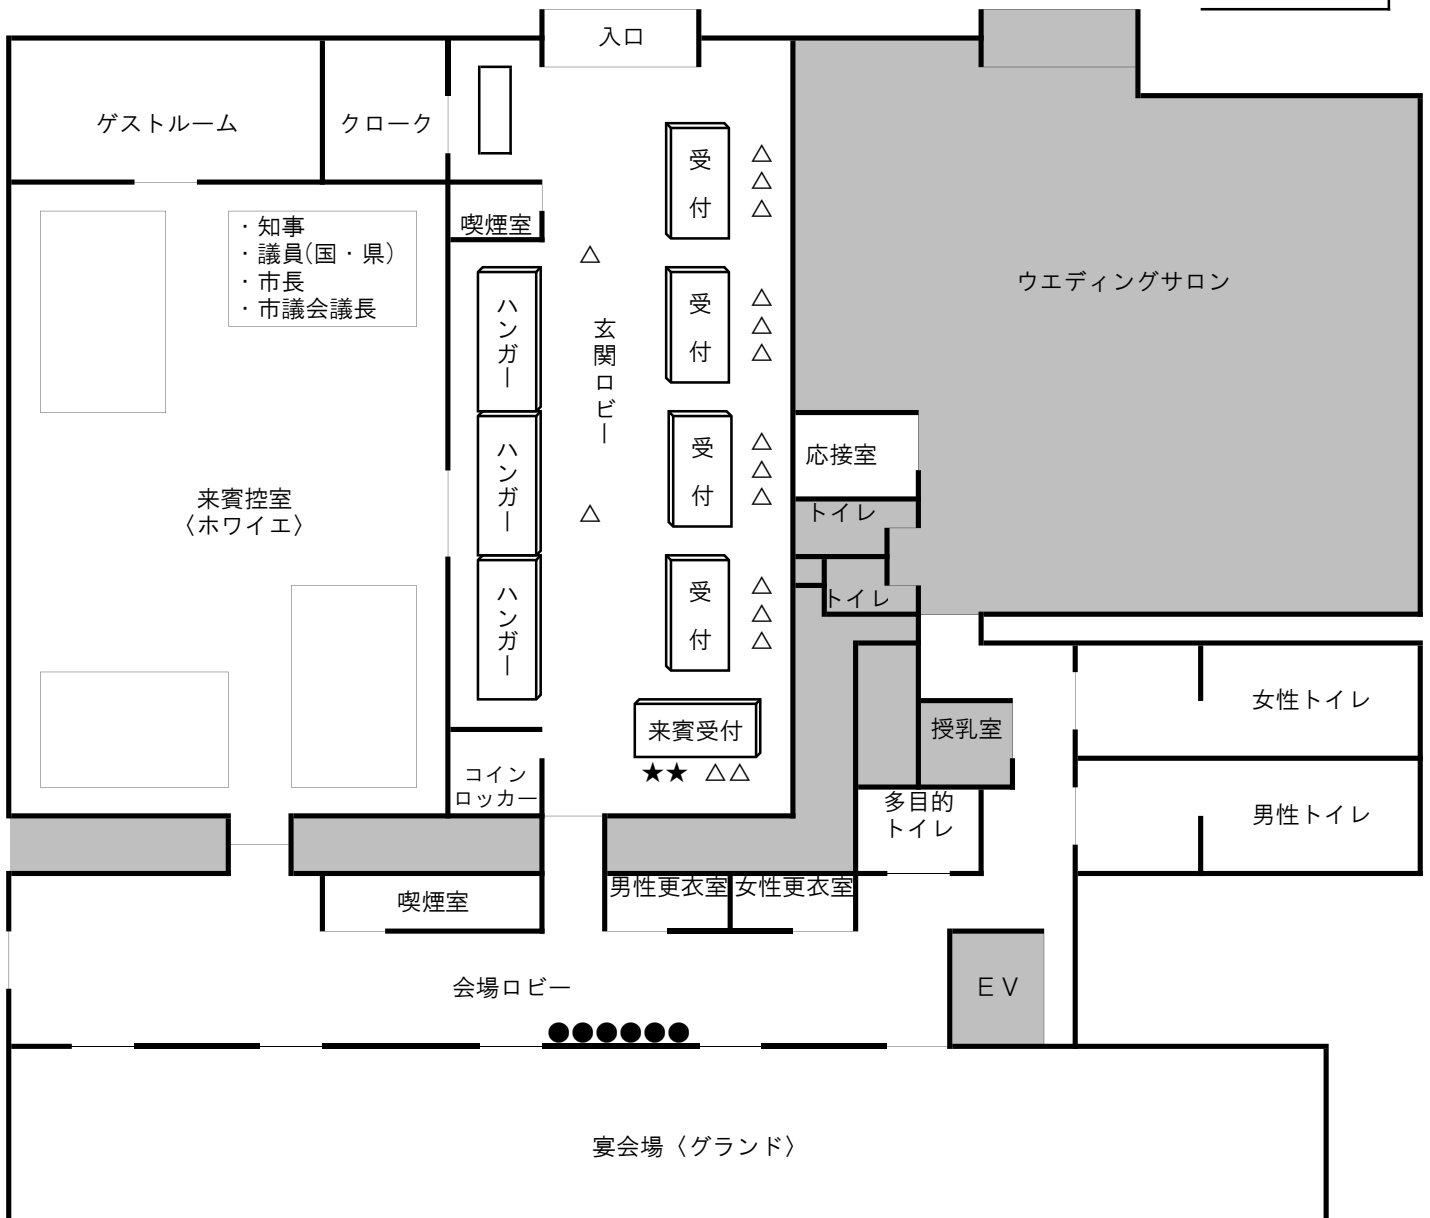 入口
ゲストルーム
クローク
受付
喫煙室
・知事
・議員(国・県)
・市長
・市議会議長
ウエディングサロン
ハンガー
受付
玄関ロビー
ハンガー
受付
応接室
来賓控室
〈ホワイエ〉
トイレ
ハンガー
受付
トイレ
女性トイレ
来賓受付
授乳室
★★ △△
コイン
ロッカー
多目的
トイレ
男性トイレ
喫煙室
男性更衣室
女性更衣室
会場ロビー
ＥＶ
宴会場〈グランド〉